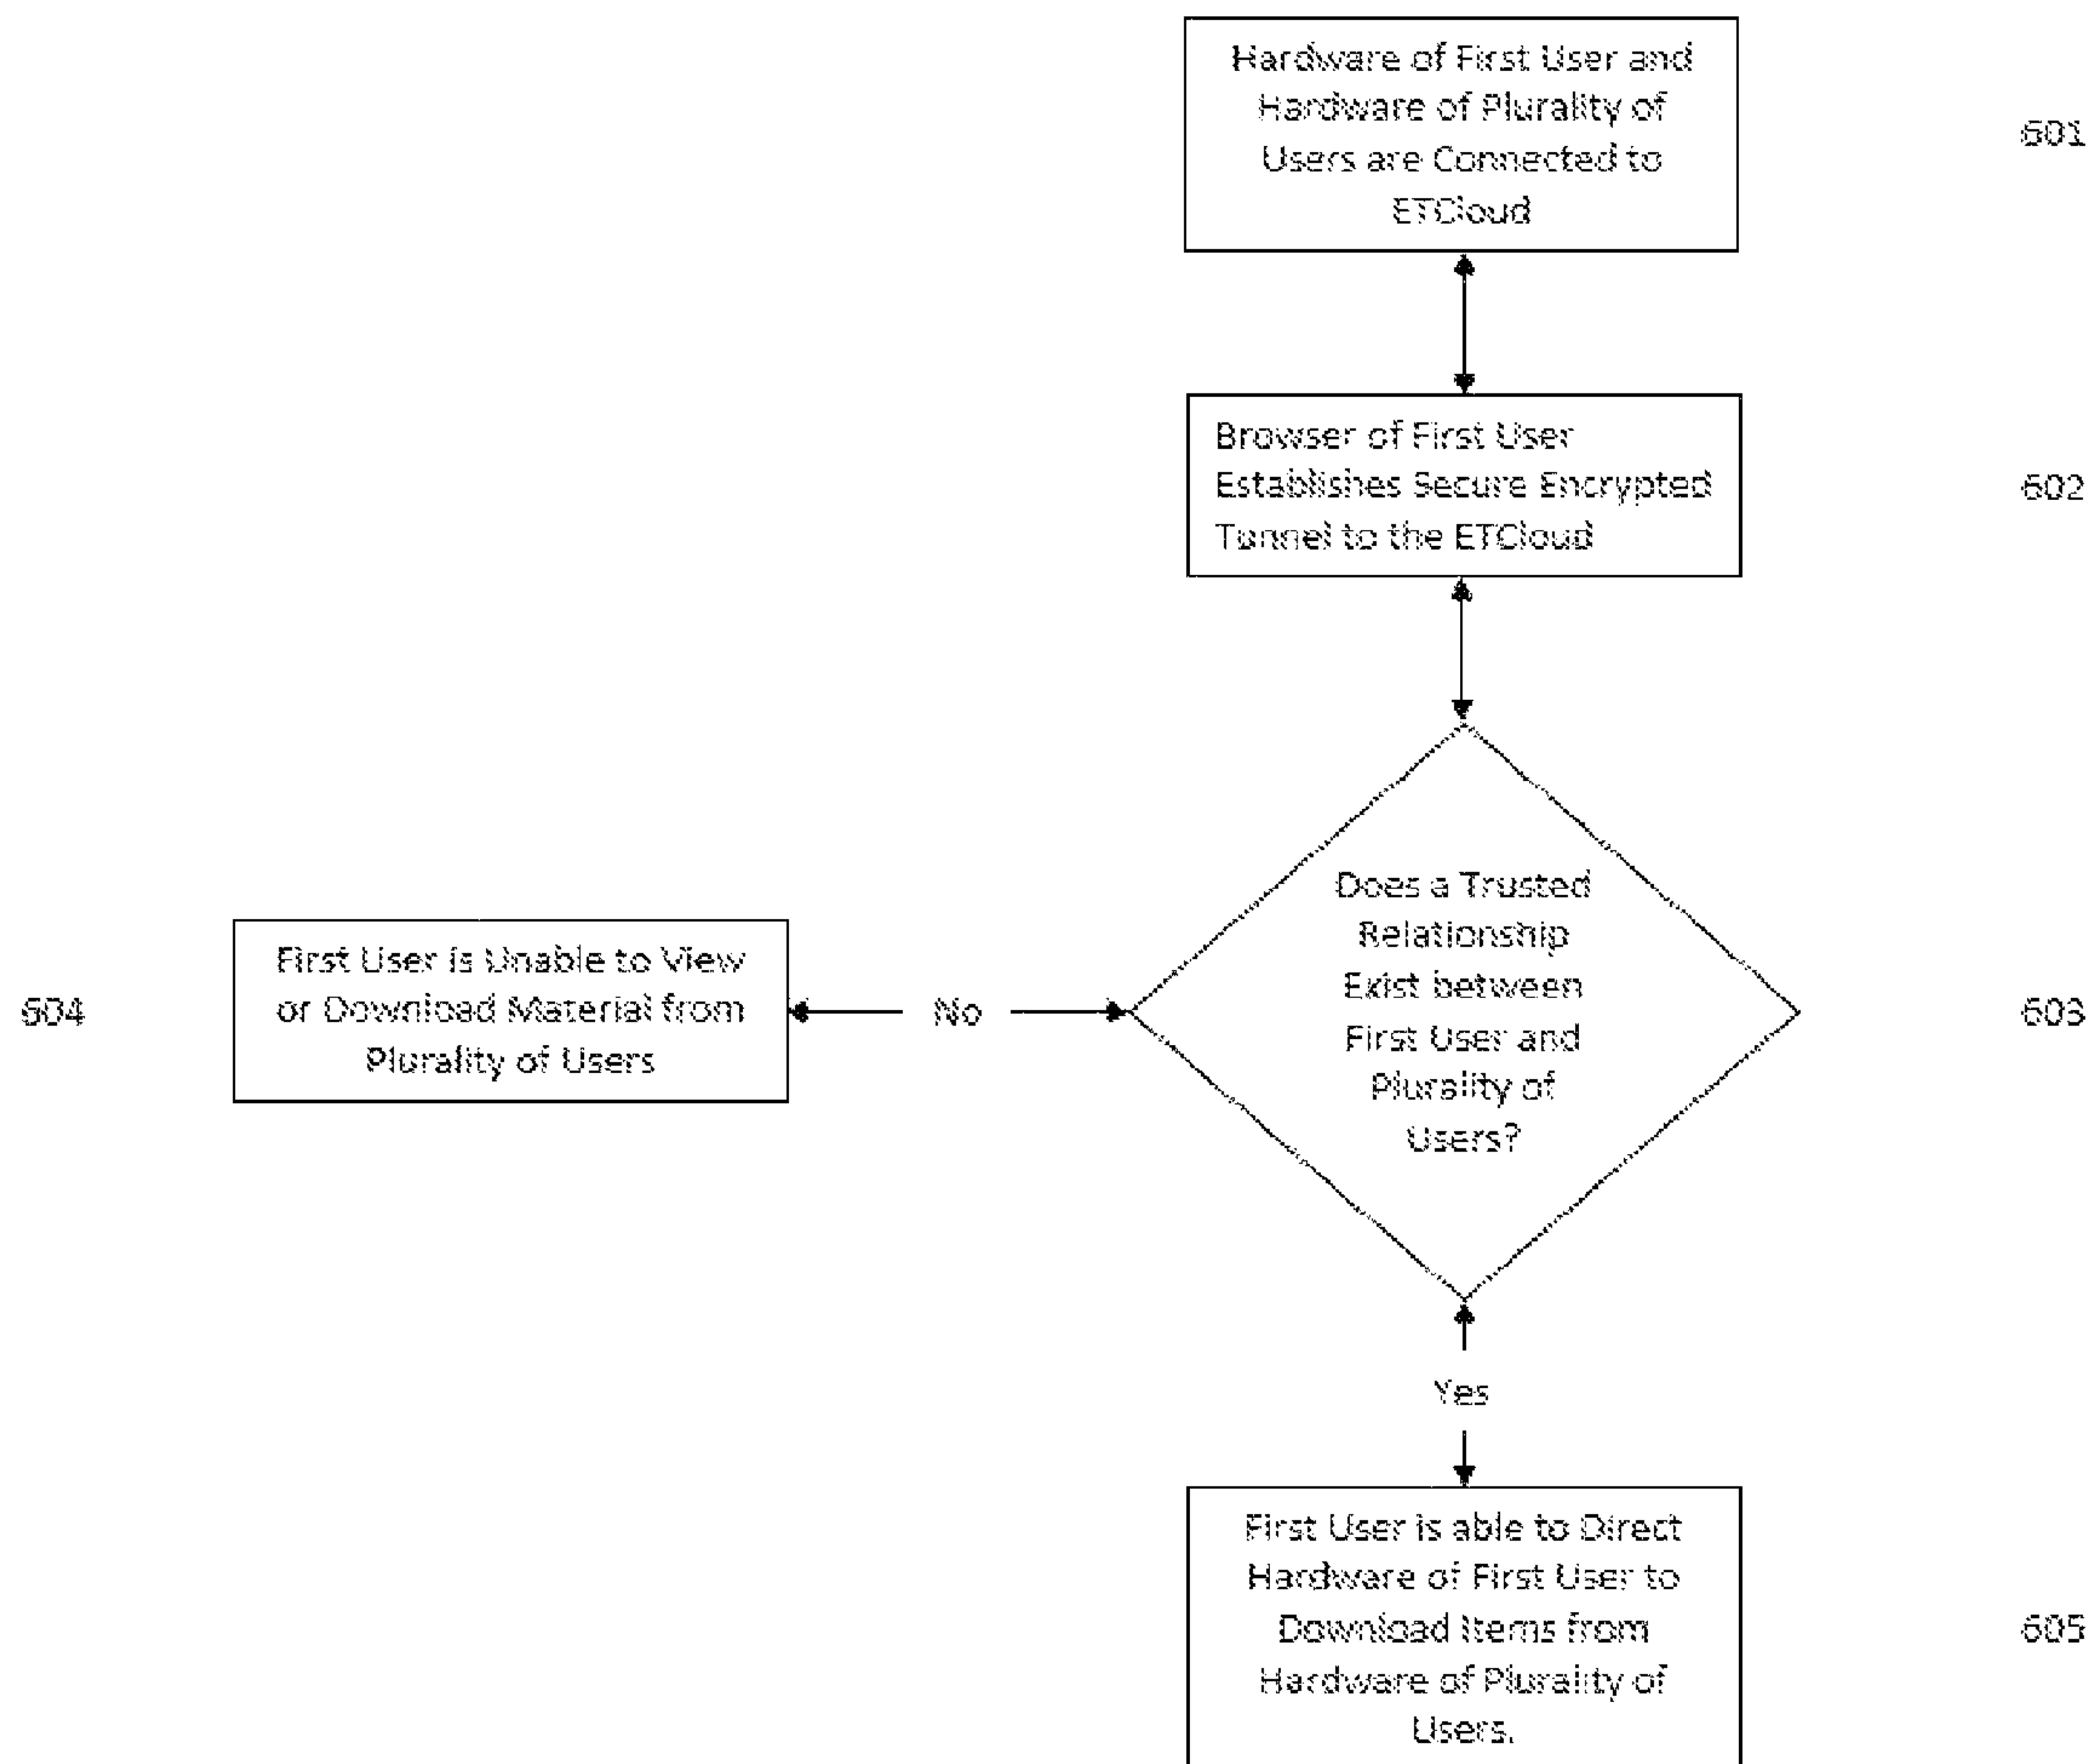 Hardware of First User and
Hardware of Plurality of
Users are Connected to
ETCloud
601
Browser of First User
Establishes Secure Encrypted
Tunnel to the ETCloud
602
Does a Trusted
Relationship
Exist between
First User and
Plurality of
Users?
603
No
First User is Unable to View
or Download Material from
Plurality of Users
604
Yes
First User is able to Direct
Hardware of First User to
Download Items from
Hardware of Plurality of
Users.
605